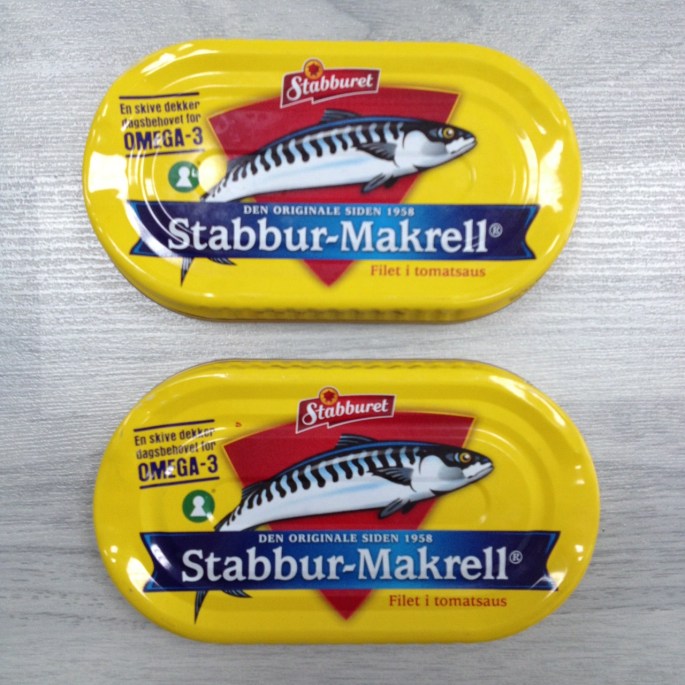 Stabburet
En skive dekker
dagsbehovet for
OMEGA-3
DEN ORIGINALE SIDEN 1958
Stabbur-Makrell®
Filet i tomatsaus
Stabburet
En skive dekker
dagsbehovet for
OMEGA-3
DEN ORIGINALE SIDEN 1958
Stabbur-Makrell®
Filet i tomatsaus